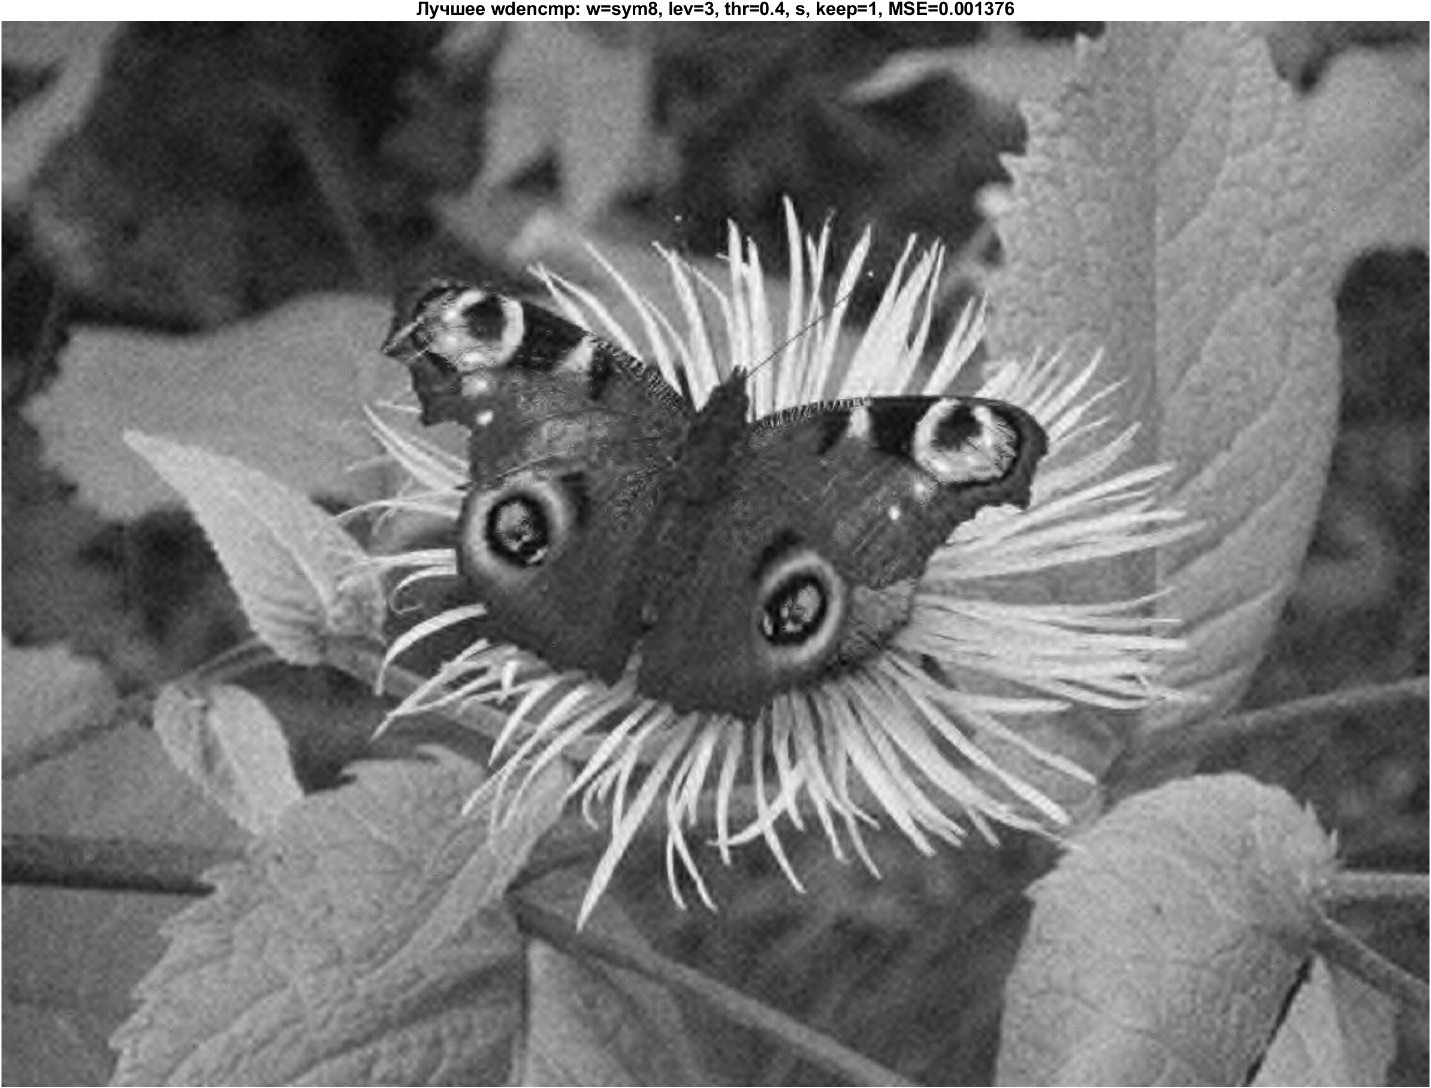 Лучшее wdencmp: w=sym8, lev=3, thr=0.4, s, keep=1, MSE=0.001376